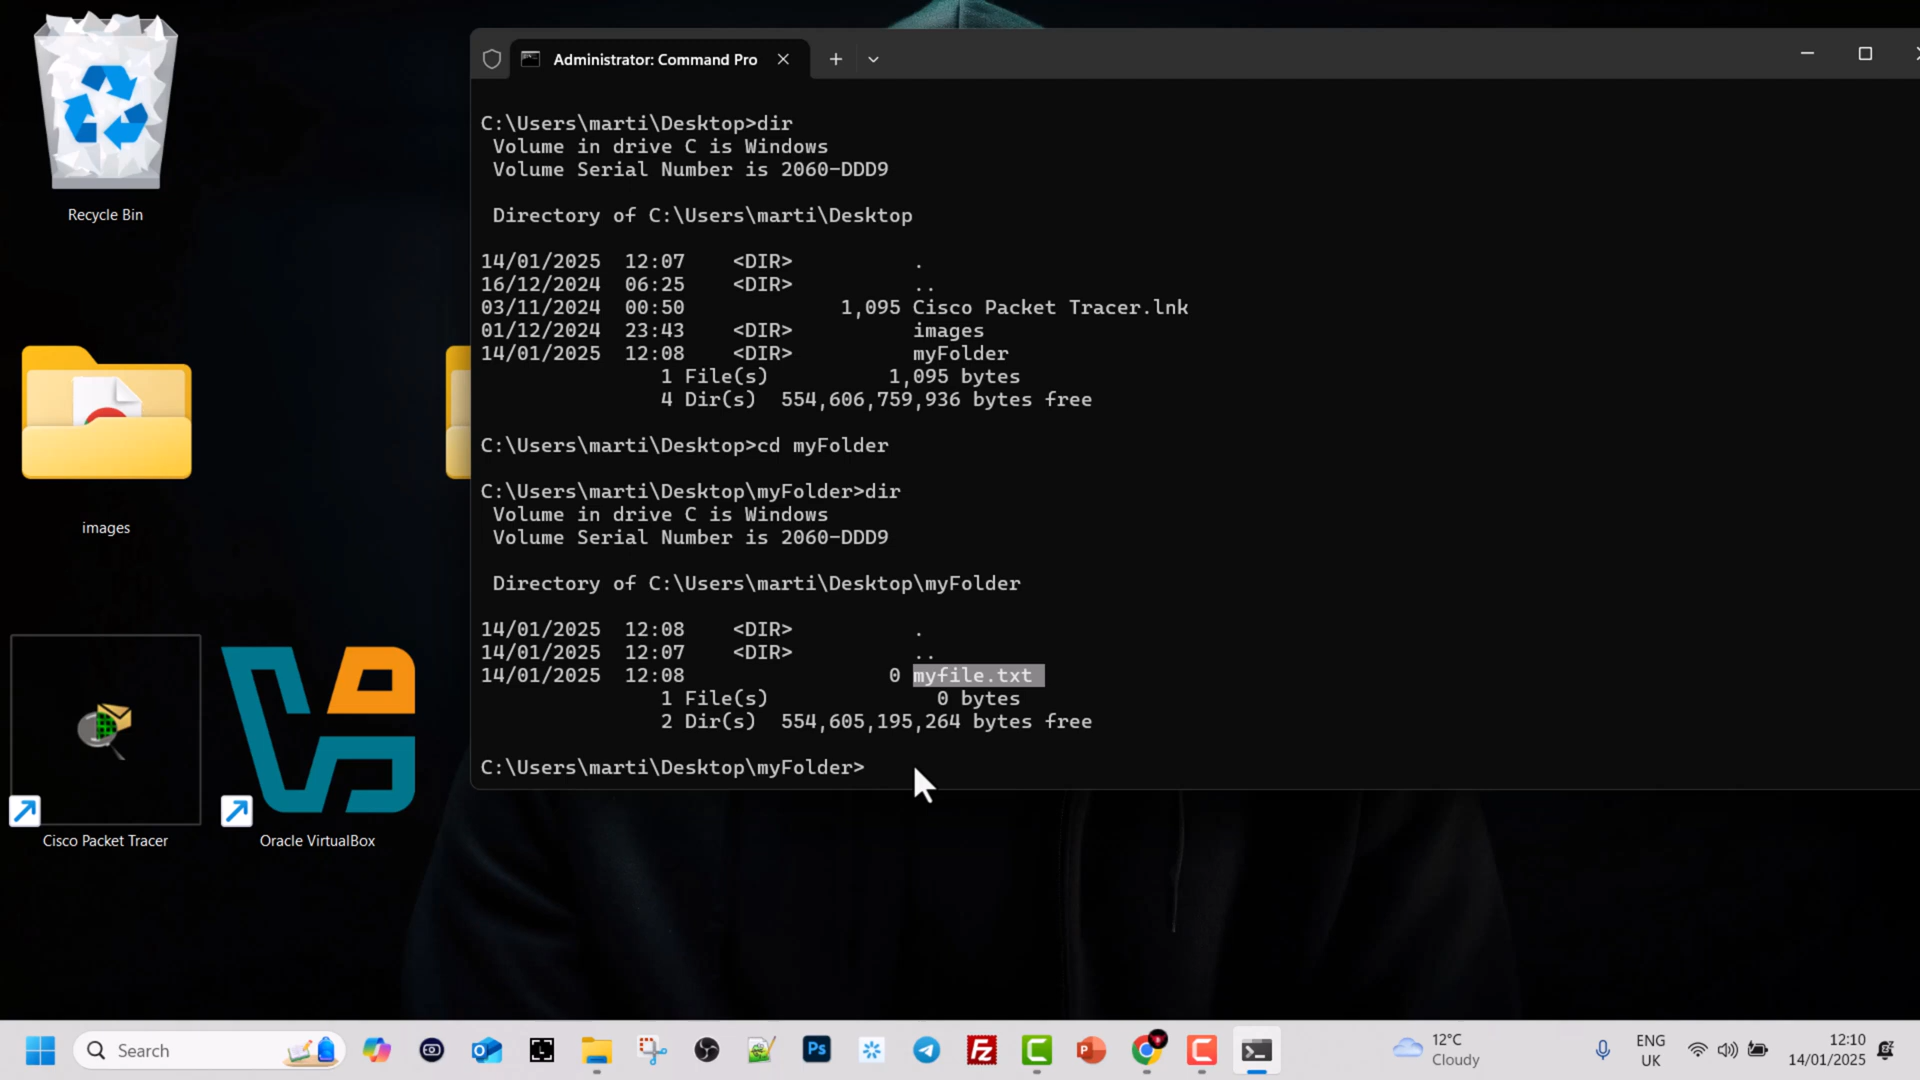 Administrator: Command Pro
C:\Users\marti\Desktop>dir
Volume in drive C is Windows
Volume Serial Number is 2060-DDD9
Directory of C:\Users\marti\Desktop
14/01/2025 12:07 <DIR> .
16/12/2024 06:25 <DIR> ..
03/11/2024 00:50 1,095 Cisco Packet Tracer.lnk
01/12/2024 23:43 <DIR> images
14/01/2025 12:08 <DIR> myFolder
1 File(s) 1,095 bytes
4 Dir(s) 554,606,759,936 bytes free
C:\Users\marti\Desktop>cd myFolder
C:\Users\marti\Desktop\myFolder>dir
Volume in drive C is Windows
Volume Serial Number is 2060-DDD9
Directory of C:\Users\marti\Desktop\myFolder
14/01/2025 12:08 <DIR> .
14/01/2025 12:07 <DIR> ..
14/01/2025 12:08 0 myfile.txt
1 File(s) 0 bytes
2 Dir(s) 554,605,195,264 bytes free
C:\Users\marti\Desktop\myFolder>
Recycle Bin
images
Cisco Packet Tracer
Oracle VirtualBox
Search
Ps
Fz
P
12°C
Cloudy
ENG
UK
12:10
14/01/2025